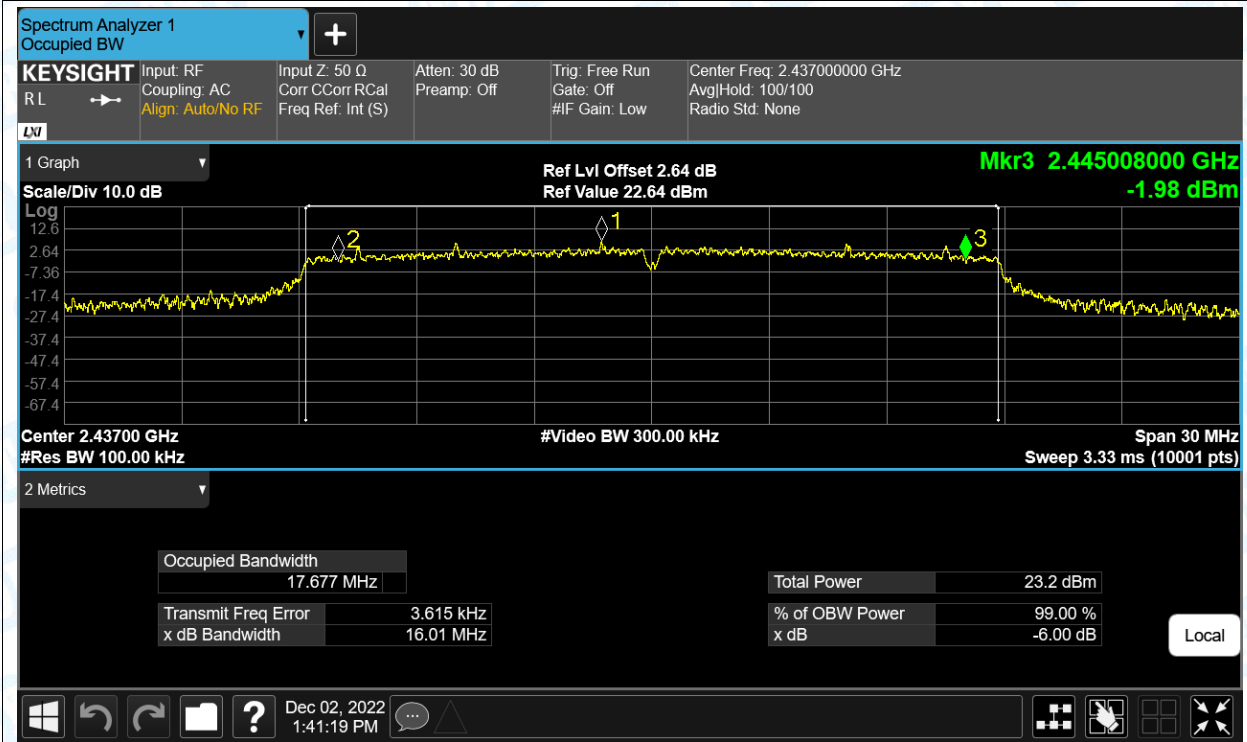 Spectrum Analyzer 1
Occupied BW
+
KEYSIGHT
R L
LXI
Input: RF
Coupling: AC
Align: Auto/No RF
Input Z: 50 Ω
Corr CCorr RCal
Freq Ref: Int (S)
Atten: 30 dB
Preamp: Off
Trig: Free Run
Gate: Off
#IF Gain: Low
Center Freq: 2.437000000 GHz
Avg|Hold: 100/100
Radio Std: None
1 Graph
Scale/Div 10.0 dB
Ref Lvl Offset 2.64 dB
Ref Value 22.64 dBm
Mkr3 2.445008000 GHz
-1.98 dBm
Log
12.6
2.64
-7.36
-17.4
-27.4
-37.4
-47.4
-57.4
-67.4
2
1
3
Center 2.43700 GHz
#Res BW 100.00 kHz
#Video BW 300.00 kHz
Span 30 MHz
Sweep 3.33 ms (10001 pts)
2 Metrics
Occupied Bandwidth
17.677 MHz
Transmit Freq Error 3.615 kHz
x dB Bandwidth 16.01 MHz
Total Power 23.2 dBm
% of OBW Power 99.00 %
x dB -6.00 dB
Local
?
Dec 02, 2022
1:41:19 PM